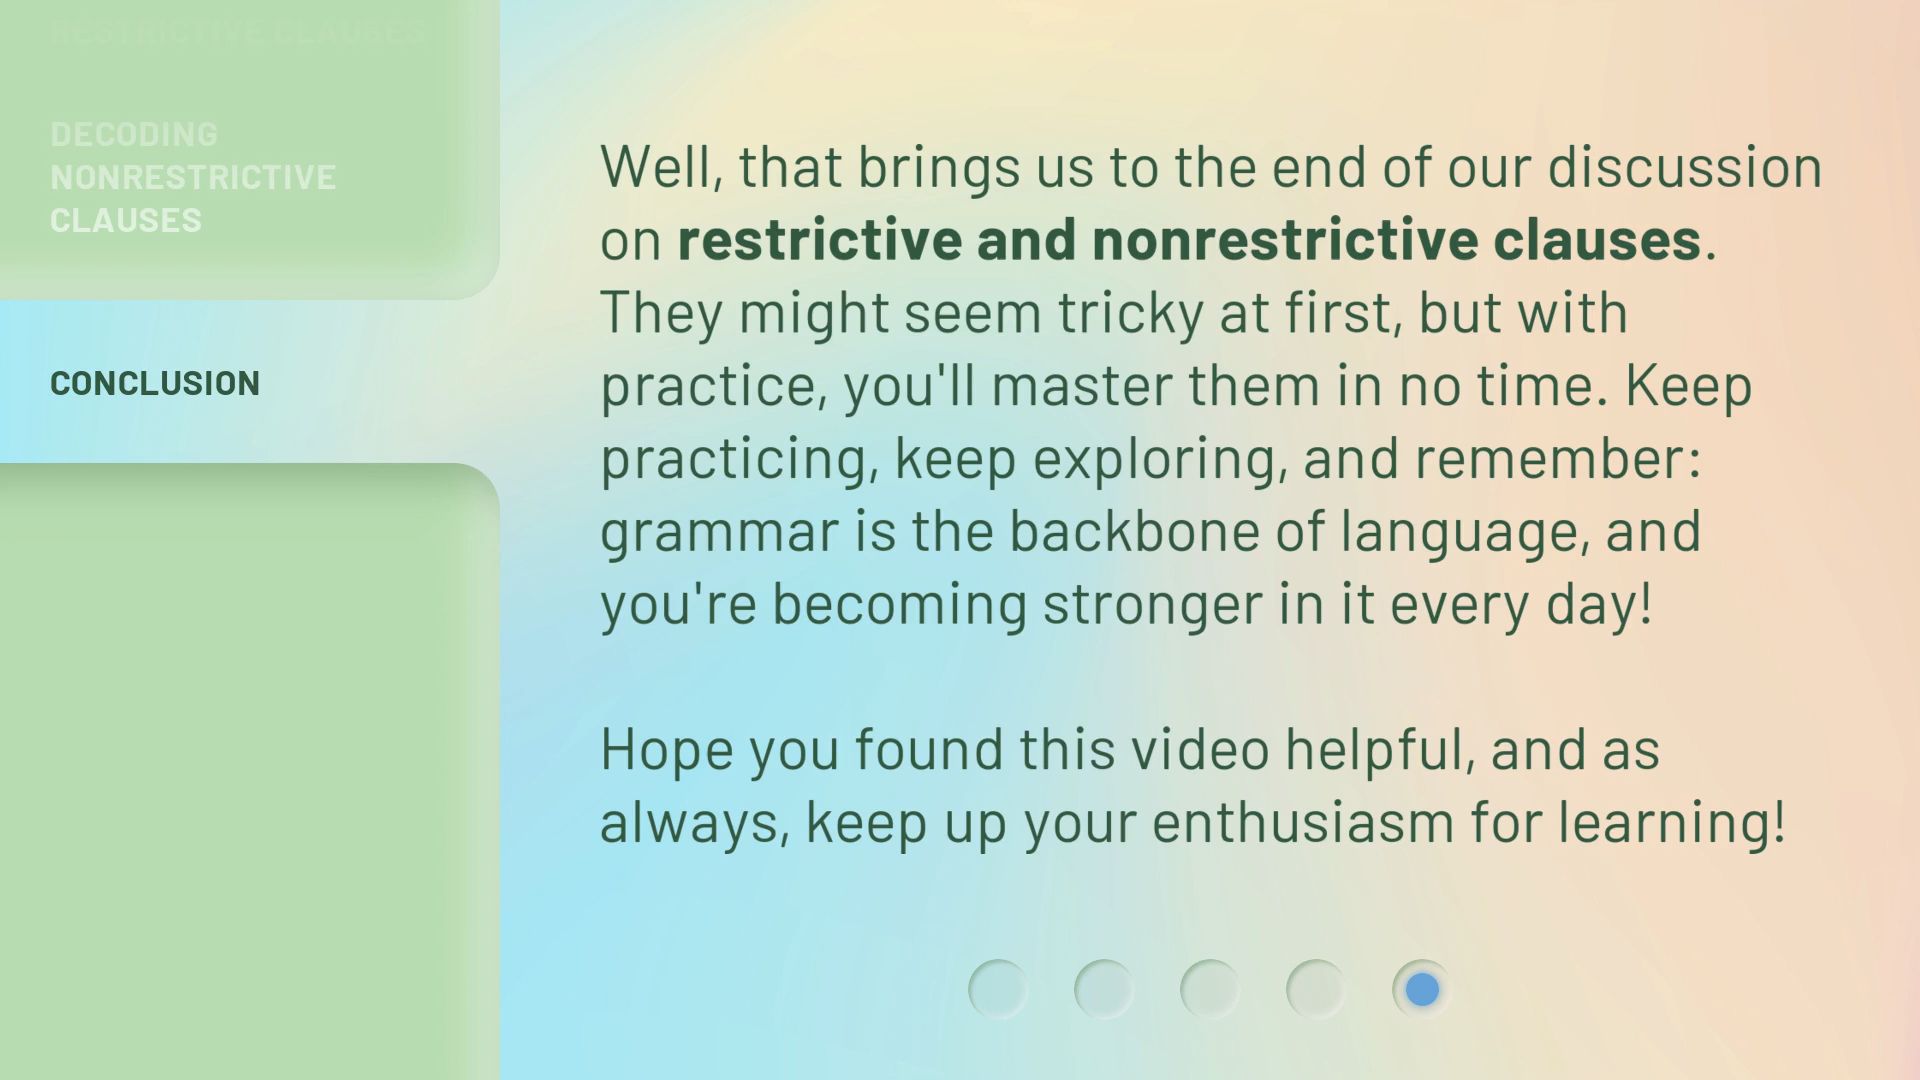 RESTRICTIVE CLAUSES
DECODING
NONRESTRICTIVE
CLAUSES
CONCLUSION
Well, that brings us to the end of our discussion
on restrictive and nonrestrictive clauses.
They might seem tricky at first, but with
practice, you'll master them in no time. Keep
practicing, keep exploring, and remember:
grammar is the backbone of language, and
you're becoming stronger in it every day!
Hope you found this video helpful, and as
always, keep up your enthusiasm for learning!